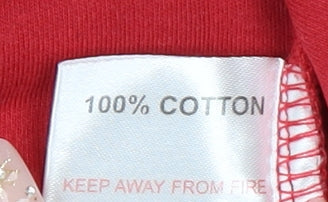 100% COTTON
KEEP AWAY FROM FIRE